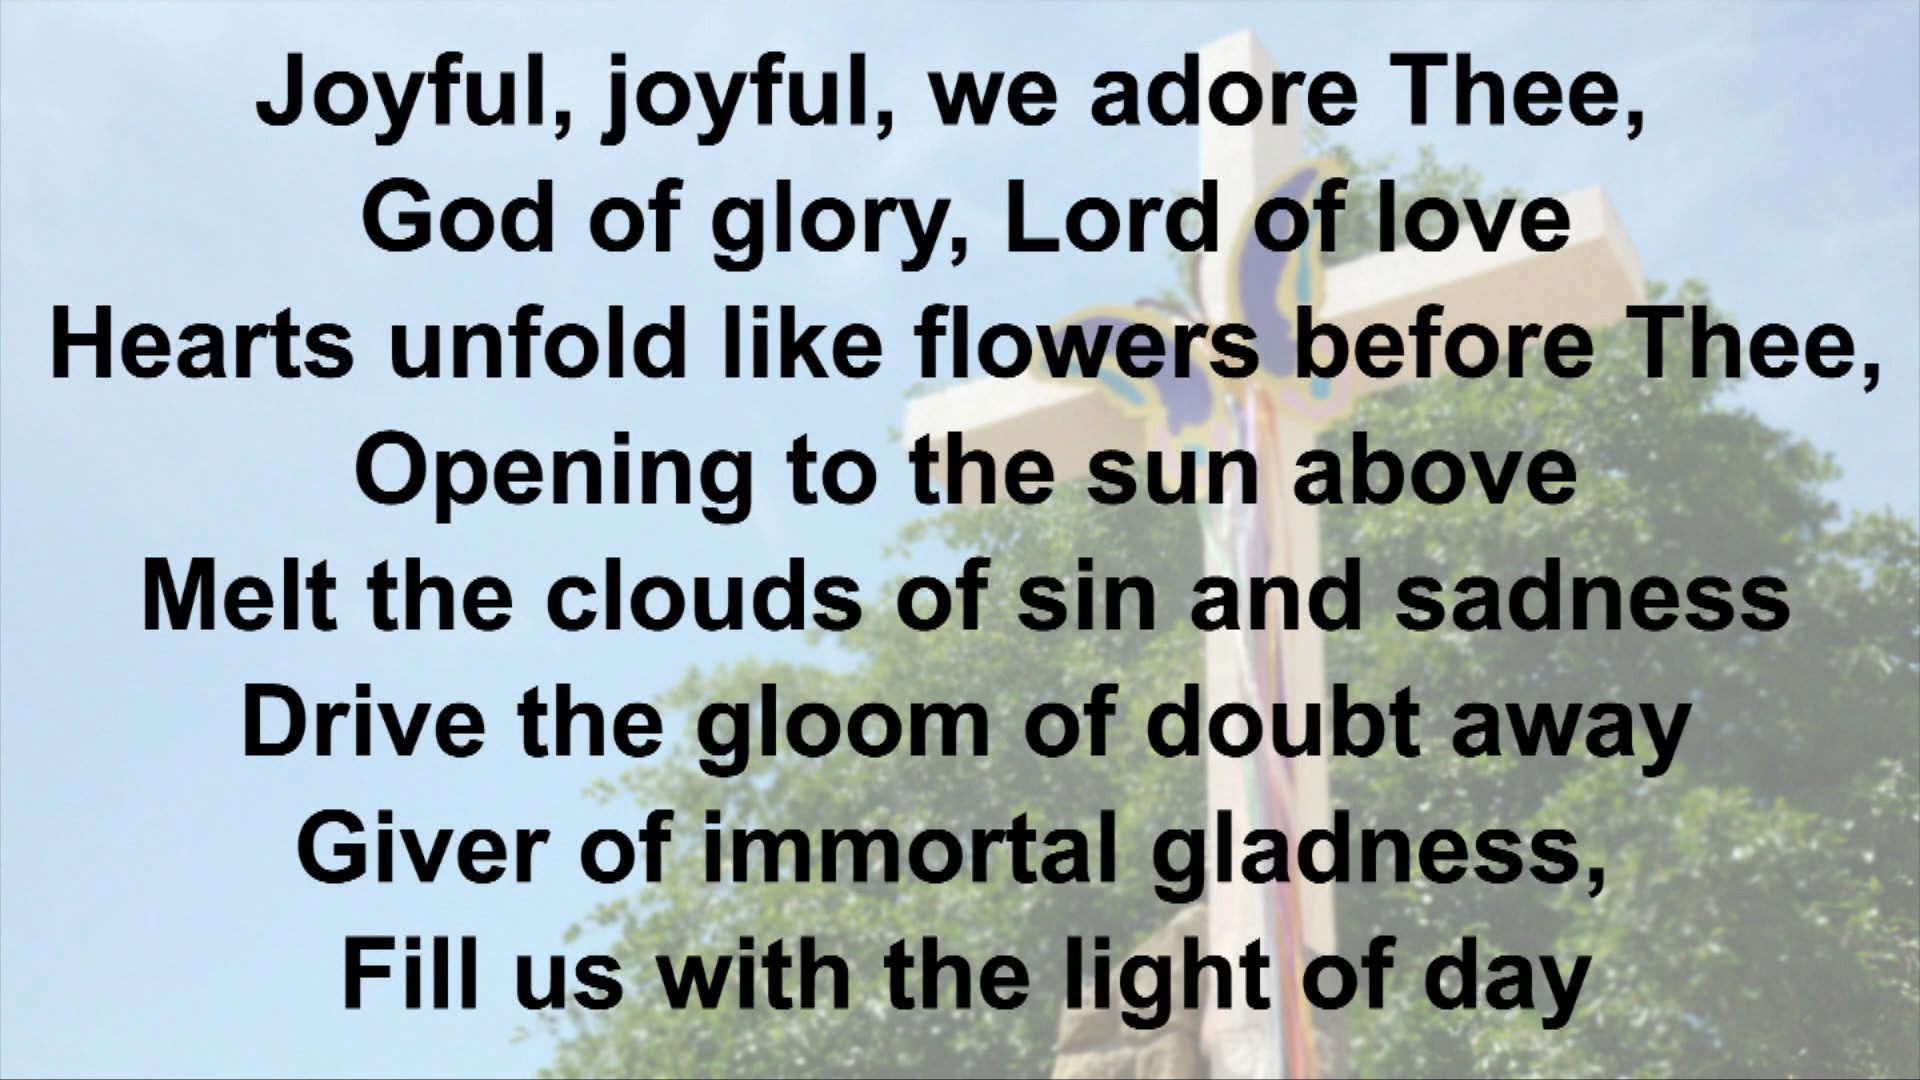 Joyful, joyful, we adore Thee,
God of glory, Lord of love
Hearts unfold like flowers before Thee,
Opening to the sun above
Melt the clouds of sin and sadness
Drive the gloom of doubt away
Giver of immortal gladness,
Fill us with the light of day